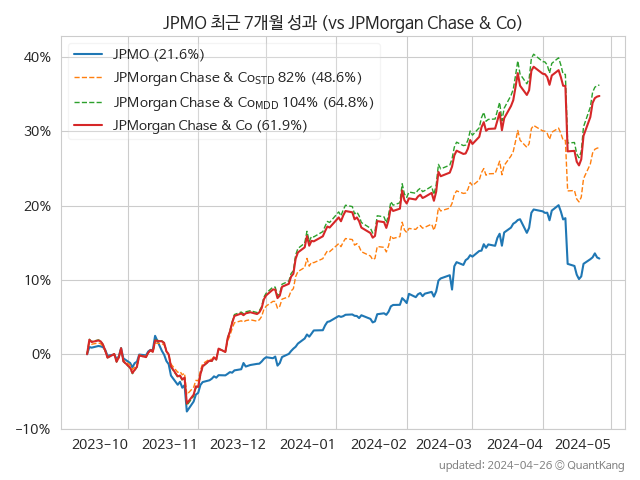 JPMO 최근 7개월 성과 (vs JPMorgan Chase & Co)
JPMO (21.6%)
JPMorgan Chase & CoSTD 82% (48.6%)
JPMorgan Chase & CoMDD 104% (64.8%)
JPMorgan Chase & Co (61.9%)
40%
30%
20%
10%
0%
−10%
2023-10 2023-11 2023-12 2024-01 2024-02 2024-03 2024-04 2024-05
updated: 2024-04-26 © QuantKang